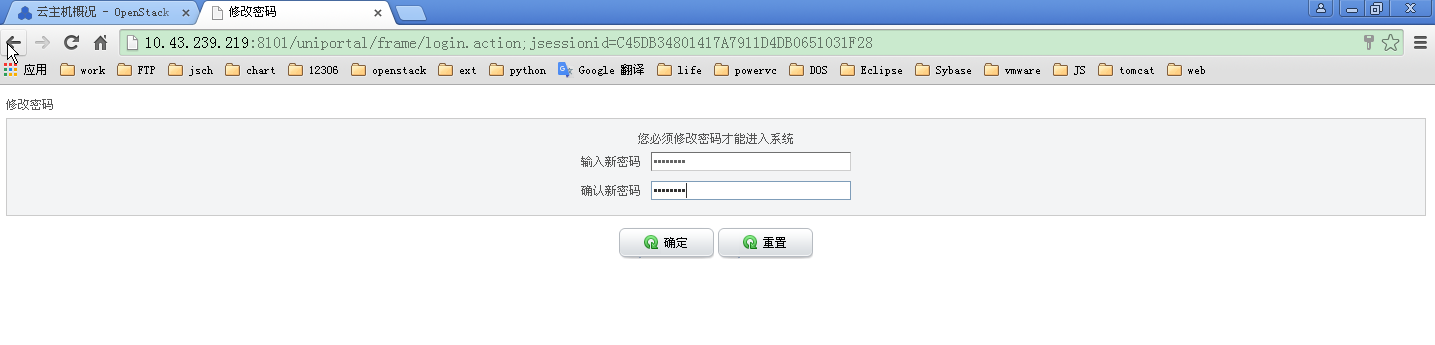 云主机概况 - OpenStack
修改密码
10.43.239.219:8101/uniportal/frame/login.action;jsessionid=C45DB34801417A7911D4DB0651031F28
应用 work FTP jsch chart 12306 openstack ext python Google 翻译 life powervc DOS Eclipse Sybase vmware JS tomcat web
修改密码
您必须修改密码才能进入系统
输入新密码 ••••••••
确认新密码 ••••••••
确定 重置